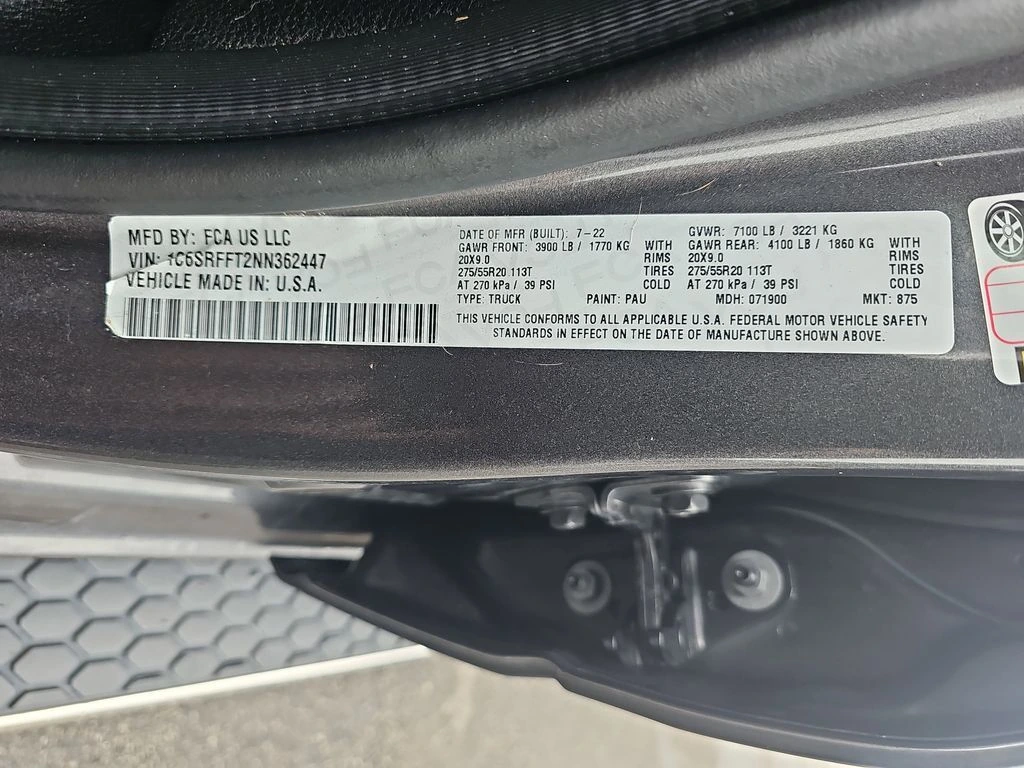 MFD BY: FCA US LLC
VIN: 1C6SRFFT2NN362447
VEHICLE MADE IN: U.S.A.
DATE OF MFR (BUILT): 7-22
GAWR FRONT: 3900 LB / 1770 KG WITH
20X9.0 RIMS
275/55R20 113T TIRES
AT 270 kPa / 39 PSI COLD
TYPE: TRUCK PAINT: PAU
GVWR: 7100 LB / 3221 KG
GAWR REAR: 4100 LB / 1860 KG WITH
20X9.0 RIMS
275/55R20 113T TIRES
AT 270 kPa / 39 PSI COLD
MDH: 071900 MKT: 875
THIS VEHICLE CONFORMS TO ALL APPLICABLE U.S.A. FEDERAL MOTOR VEHICLE SAFETY
STANDARDS IN EFFECT ON THE DATE OF MANUFACTURE SHOWN ABOVE.